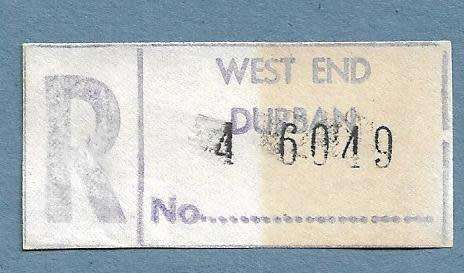 R
WEST END
DURBAN
4 6049
No.